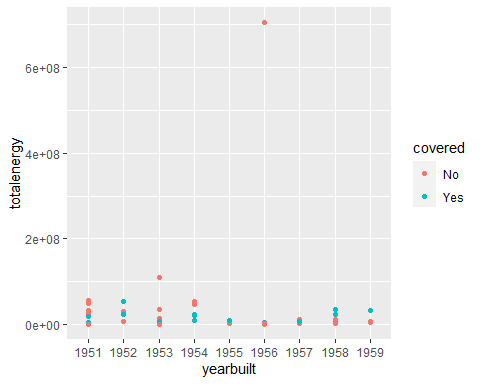 6e+08
4e+08
2e+08
0e+00
totalenergy
1951 1952 1953 1954 1955 1956 1957 1958 1959
yearbuilt
covered
No
Yes